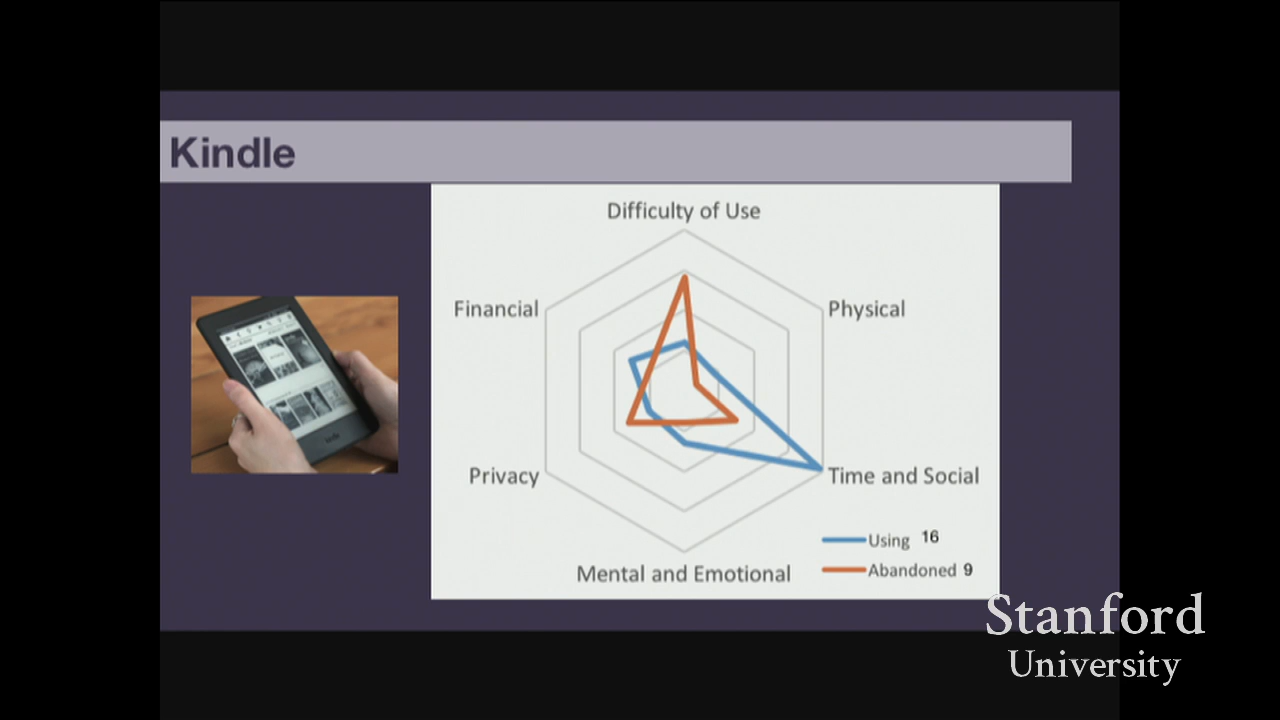 Kindle
Difficulty of Use
Financial
Physical
Privacy
Time and Social
Using 16
Mental and Emotional
Abandoned 9
Stanford
University